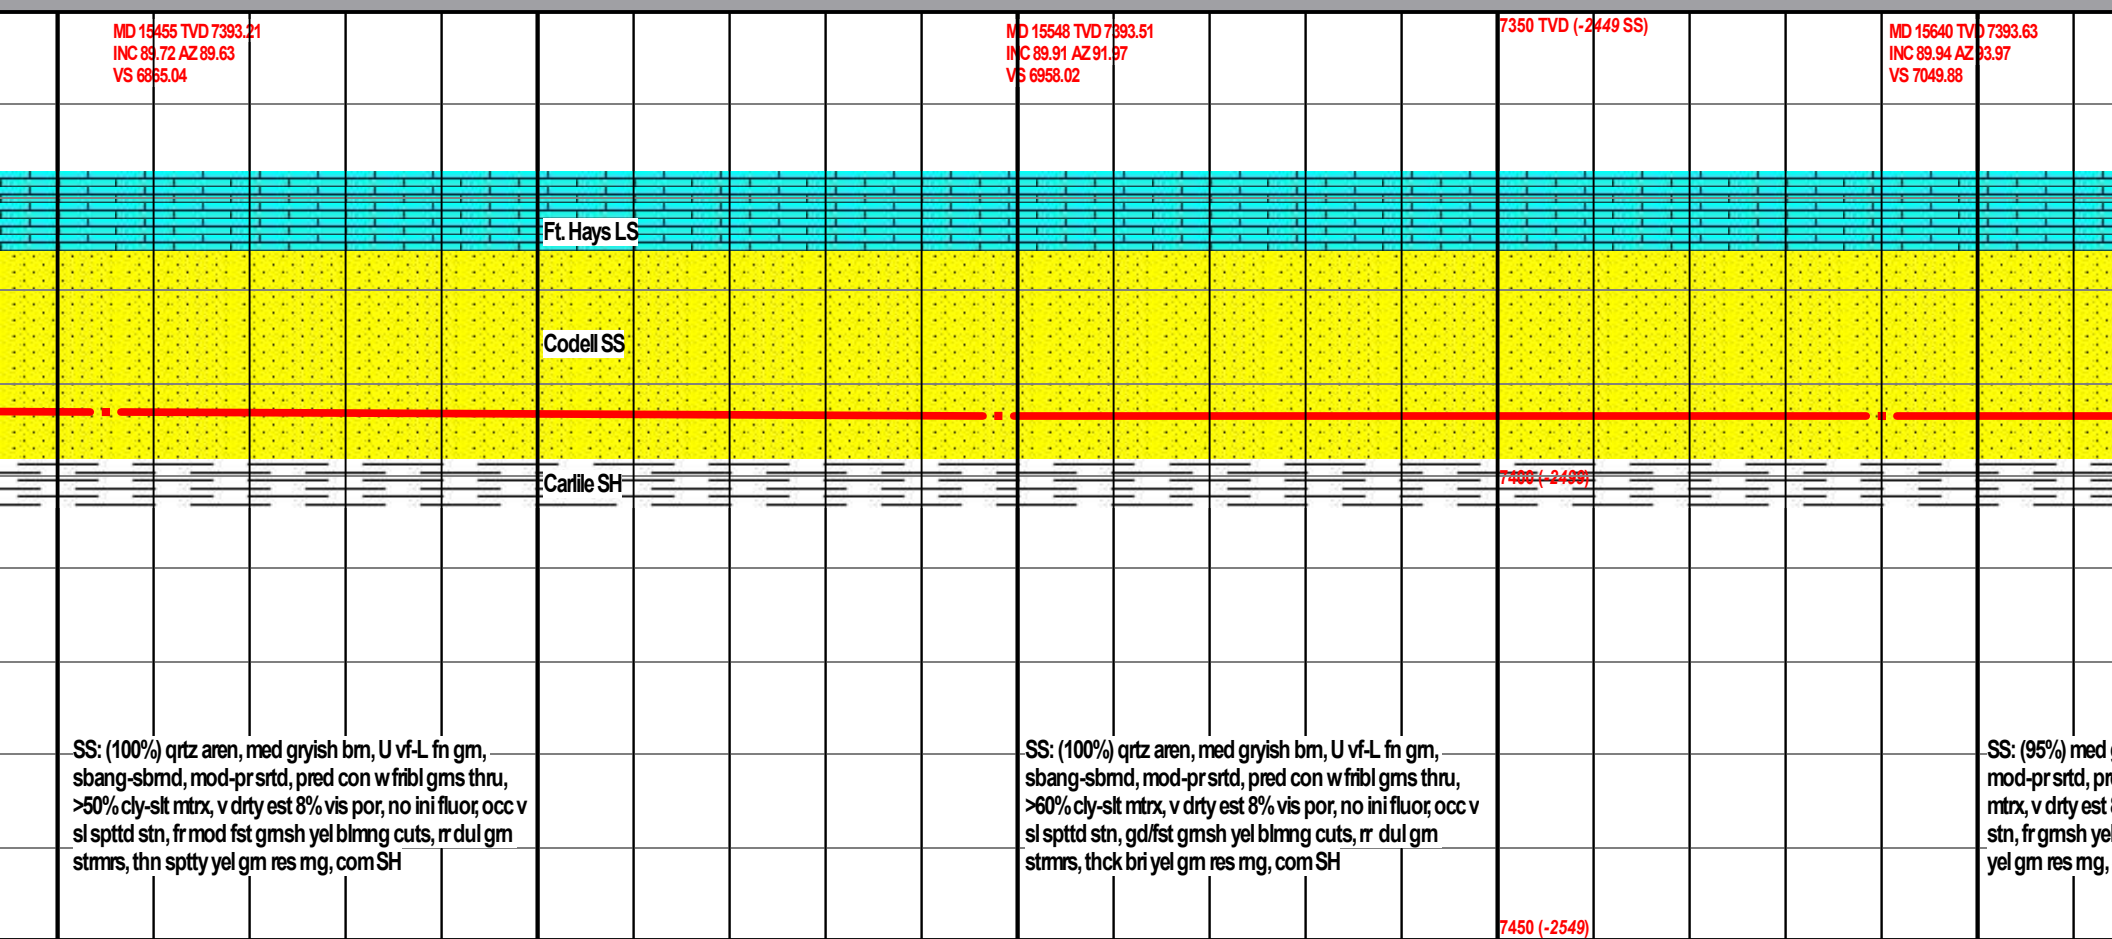 MD 15455 TVD 7393.21
INC 89.72 AZ 89.63
VS 6865.04
MD 15548 TVD 7393.51
INC 89.91 AZ 91.97
VS 6958.02
7350 TVD (-2449 SS)
MD 15640 TVD 7393.63
INC 89.94 AZ 93.97
VS 7049.88
Ft. Hays LS
Codell SS
Carlile SH
7400 (-2499)
SS: (100%) qrtz aren, med gryish brn, U vf-L fn grn,
sbang-sbrnd, mod-pr srtd, pred con w fribl grns thru,
>50% cly-slt mtrx, v drty est 8% vis por, no ini fluor, occ v
sl spttd stn, fr mod fst grnsh yel blmng cuts, rr dul grn
strmrs, thn sptty yel grn res rng, com SH
SS: (100%) qrtz aren, med gryish brn, U vf-L fn grn,
sbang-sbrnd, mod-pr srtd, pred con w fribl grns thru,
>60% cly-slt mtrx, v drty est 8% vis por, no ini fluor, occ v
sl spttd stn, gd/fst grnsh yel blmng cuts, rr dul grn
strmrs, thck bri yel grn res rng, com SH
SS: (95%) med
mod-pr srtd,
mtrx, v drty est
stn, fr grnsh yel
yel grn res rng,
7450 (-2549)